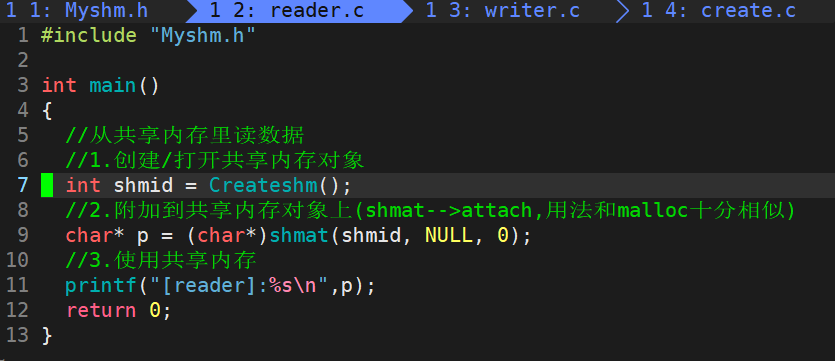 1 1: Myshm.h 1 2: reader.c 1 3: writer.c 1 4: create.c
1 #include "Myshm.h"
2
3 int main()
4 {
5   //从共享内存里读数据
6   //1.创建/打开共享内存对象
7   int shmid = Createshm();
8   //2.附加到共享内存对象上(shmat-->attach,用法和malloc十分相似)
9   char* p = (char*)shmat(shmid, NULL, 0);
10   //3.使用共享内存
11   printf("[reader]:%s\n",p);
12   return 0;
13 }